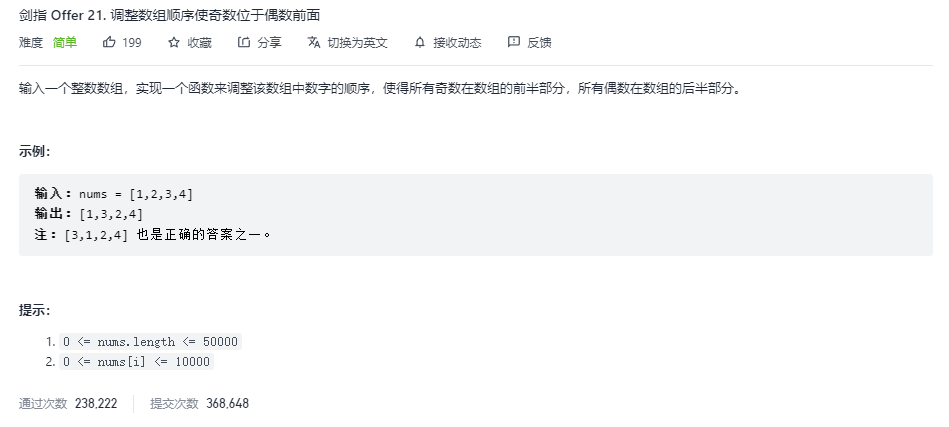 剑指 Offer 21. 调整数组顺序使奇数位于偶数前面
难度 简单 199 收藏 分享 切换为英文 接收动态 反馈
输入一个整数数组，实现一个函数来调整该数组中数字的顺序，使得所有奇数在数组的前半部分，所有偶数在数组的后半部分。
示例：
输入：nums = [1,2,3,4]
输出：[1,3,2,4]
注：[3,1,2,4] 也是正确的答案之一。
提示：
1. 0 <= nums.length <= 50000
2. 0 <= nums[i] <= 10000
通过次数 238,222 提交次数 368,648